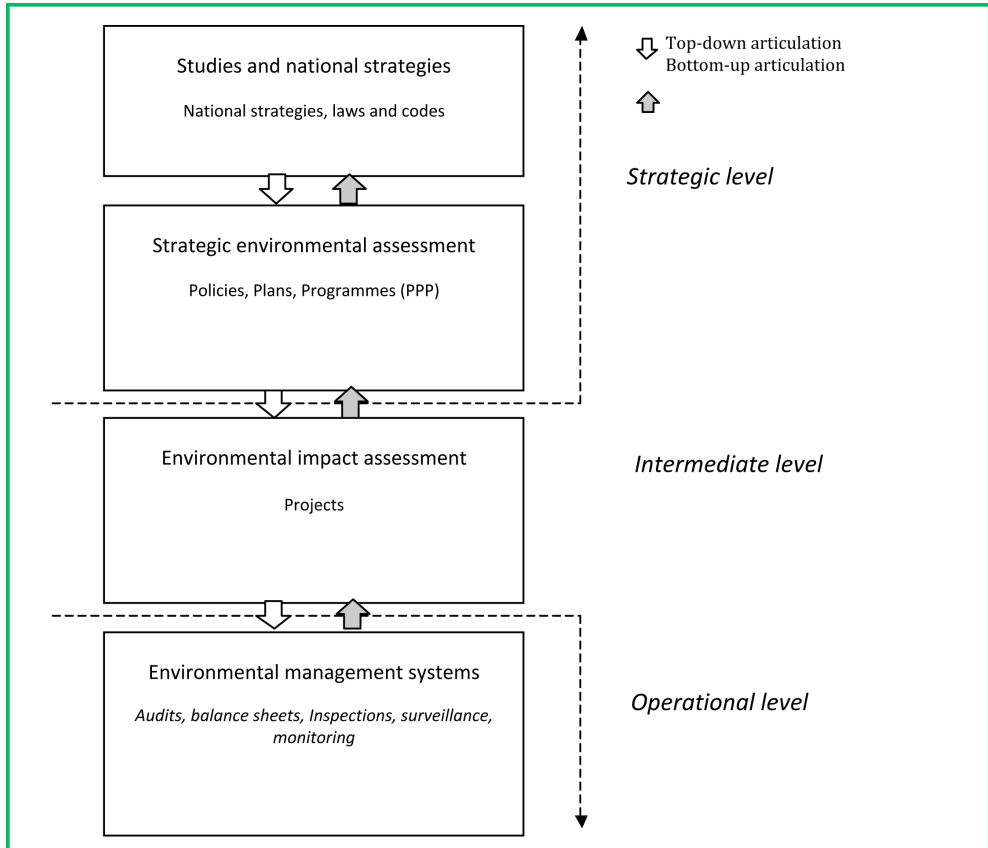 Studies and national strategies
National strategies, laws and codes
Top-down articulation
Bottom-up articulation
Strategic level
Strategic environmental assessment
Policies, Plans, Programmes (PPP)
Environmental impact assessment
Projects
Intermediate level
Environmental management systems
Audits, balance sheets, Inspections, surveillance,
monitoring
Operational level